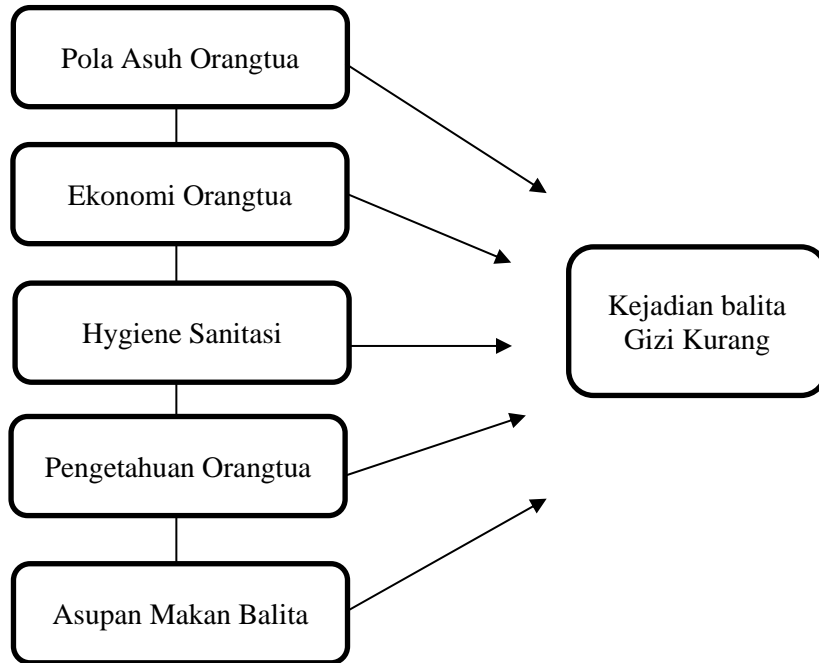 Pola Asuh Orangtua
Ekonomi Orangtua
Hygiene Sanitasi
Pengetahuan Orangtua
Asupan Makan Balita
Kejadian balita
Gizi Kurang